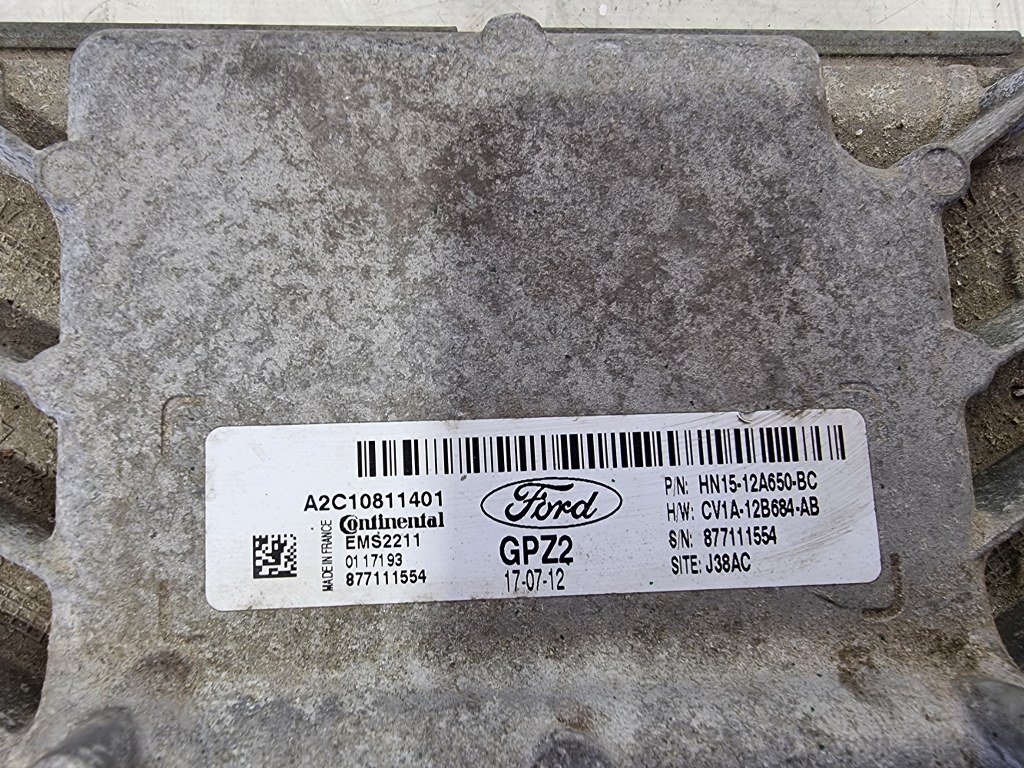 A2C10811401
Continental
EMS2211
0117193
877111554
MADE IN FRANCE
Ford
GPZ2
17-07-12
P/N: HN15-12A650-BC
H/W: CV1A-12B684-AB
S/N: 877111554
SITE: J38AC